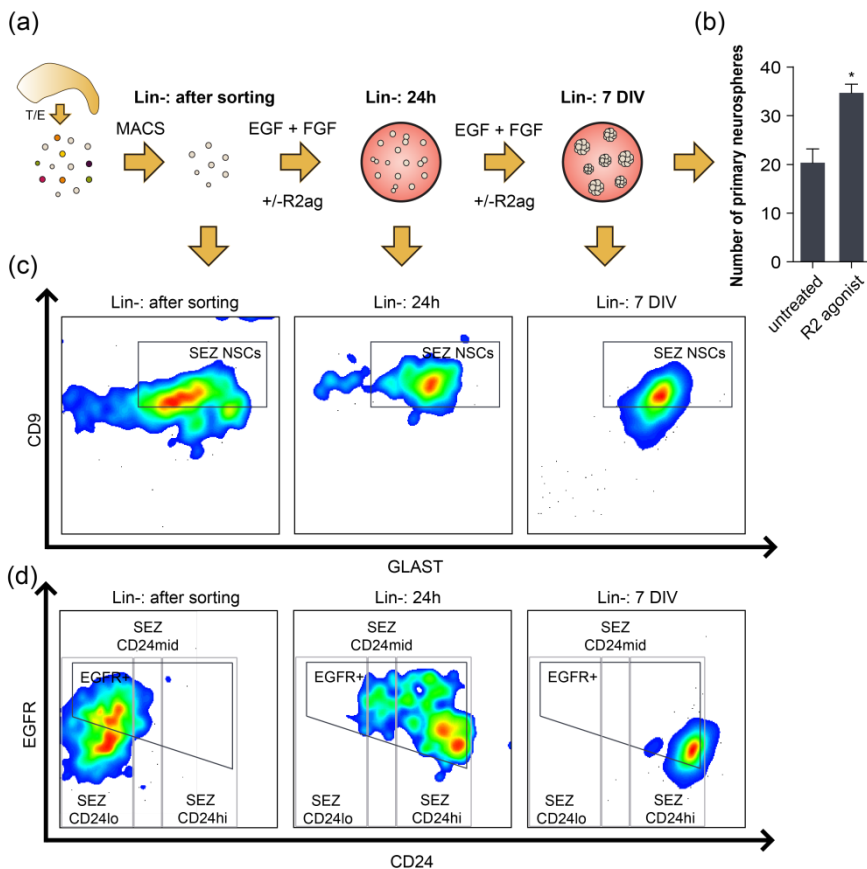 (a)
T/E
MACS
Lin-: after sorting
EGF + FGF
+/-R2ag
Lin-: 24h
EGF + FGF
+/-R2ag
Lin-: 7 DIV
(b)
Number of primary neurospheres
40
30
20
10
0
*
untreated
R2 agonist
(c)
CD9
Lin-: after sorting
SEZ NSCs
Lin-: 24h
SEZ NSCs
Lin-: 7 DIV
SEZ NSCs
GLAST
(d)
EGFR
Lin-: after sorting
SEZ
CD24mid
EGFR+
SEZ
CD24lo
SEZ
CD24hi
Lin-: 24h
SEZ
CD24mid
EGFR+
SEZ
CD24lo
SEZ
CD24hi
Lin-: 7 DIV
SEZ
CD24mid
EGFR+
SEZ
CD24lo
SEZ
CD24hi
CD24